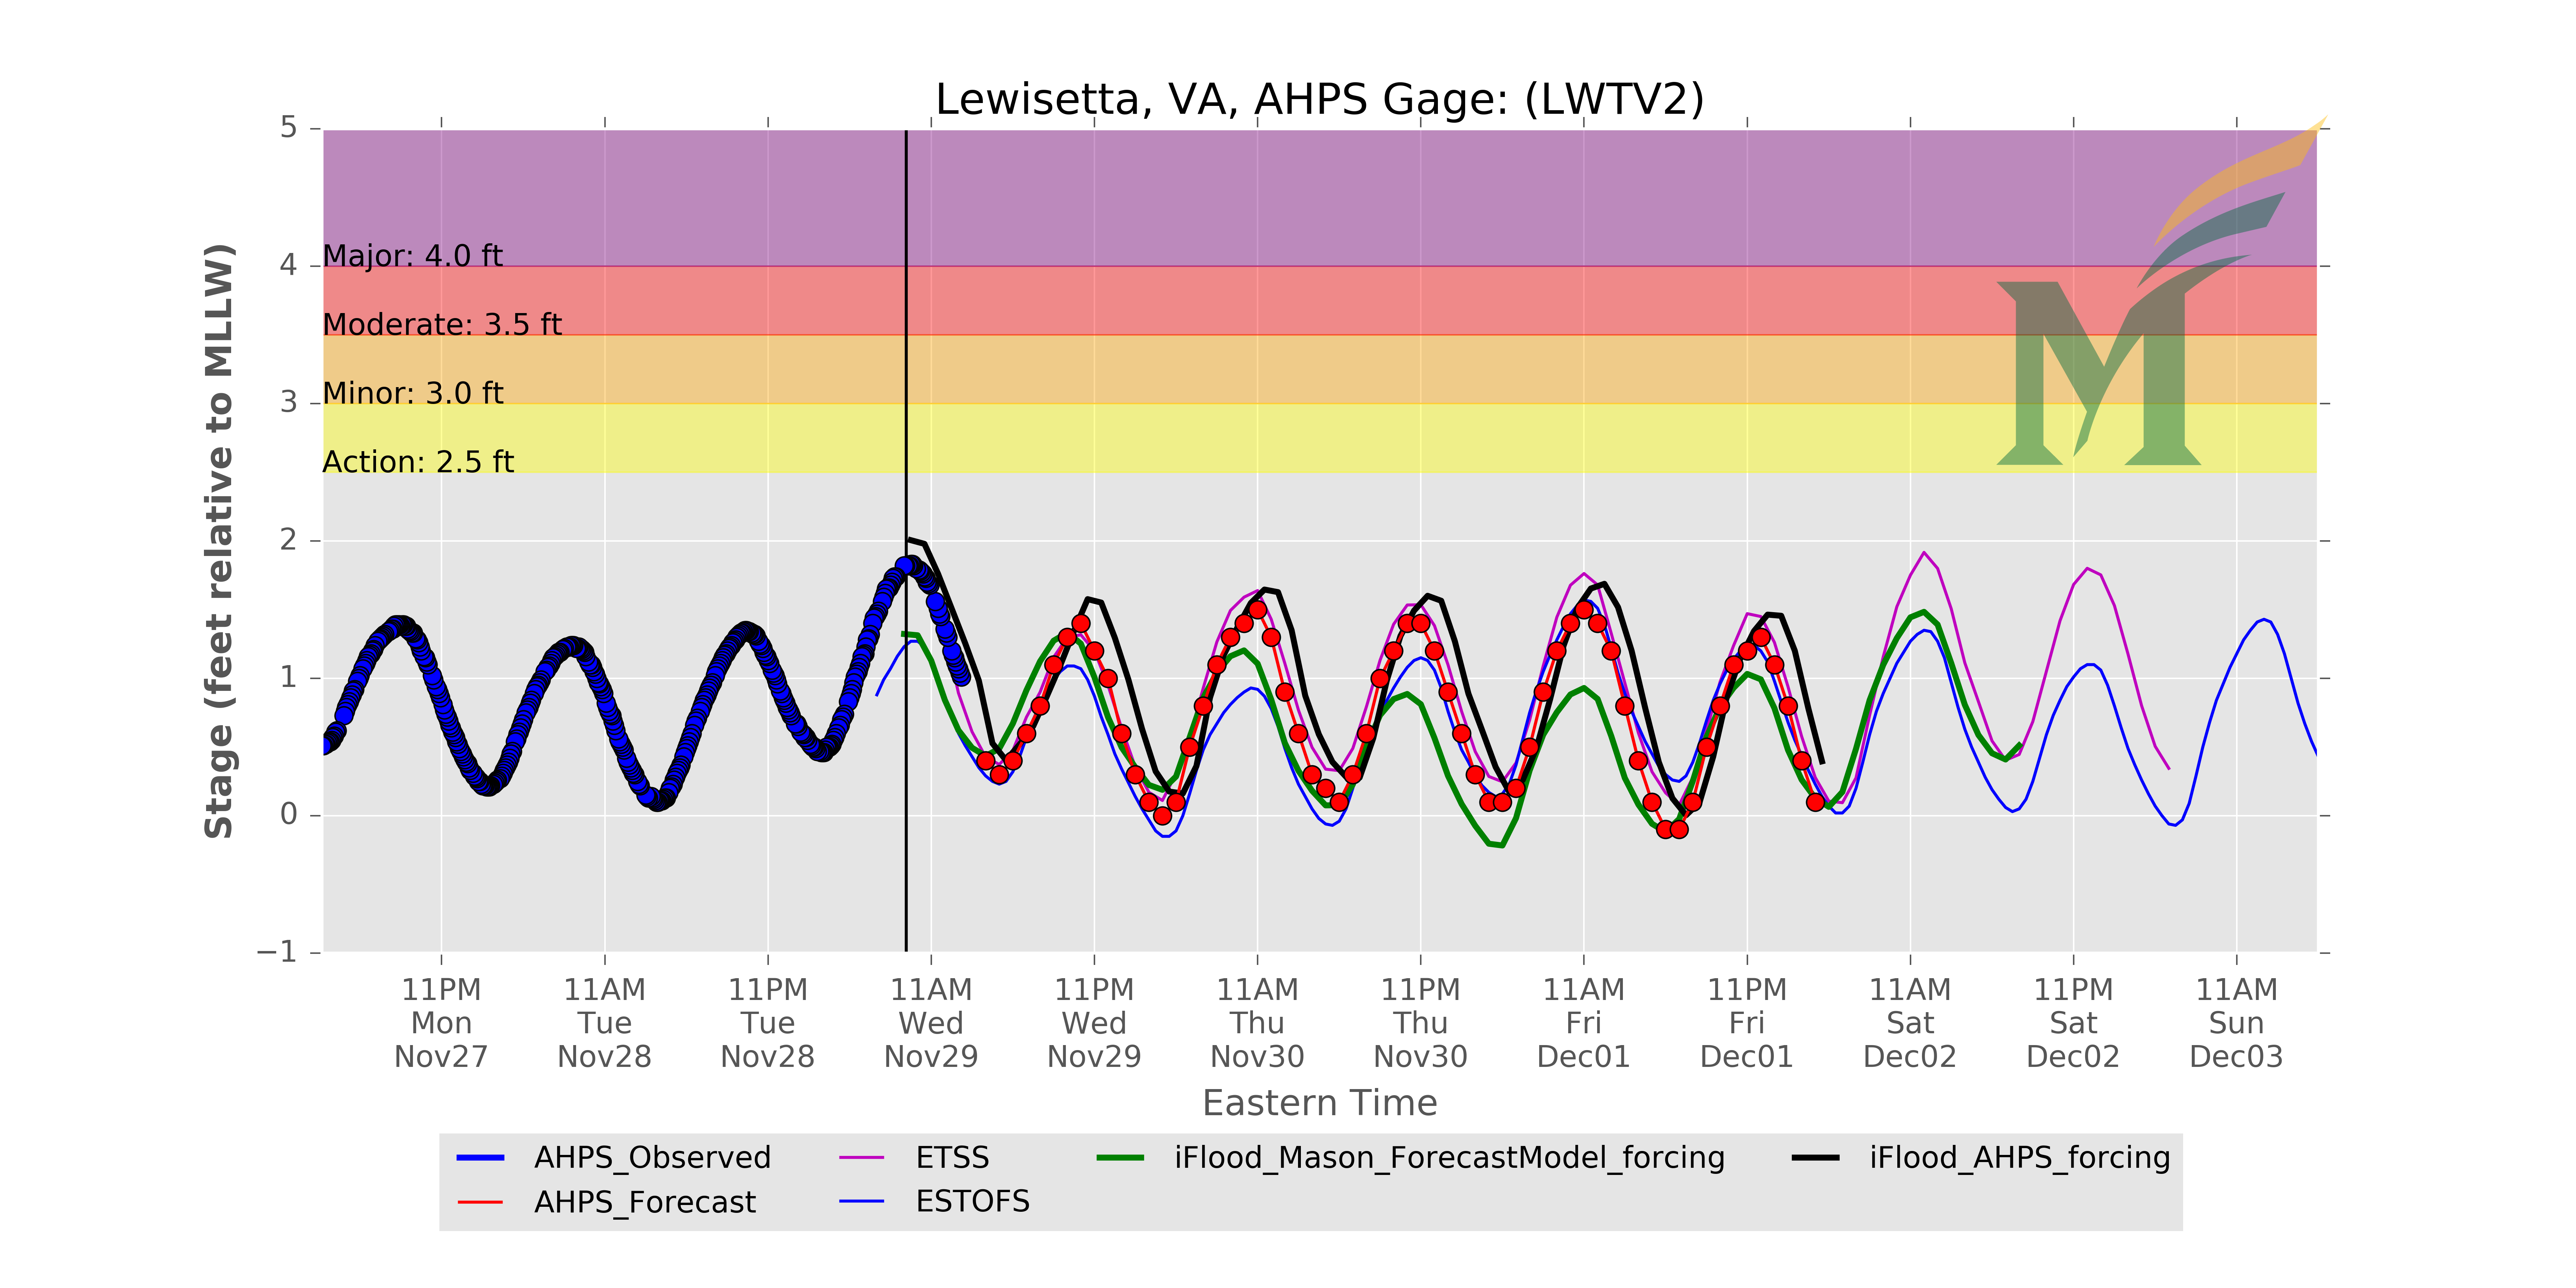 Lewisetta, VA, AHPS Gage: (LWTV2)
Stage (feet relative to MLLW)
5
4
3
2
1
0
−1
Major: 4.0 ft
Moderate: 3.5 ft
Minor: 3.0 ft
Action: 2.5 ft
11PM 11AM 11PM 11AM 11PM 11AM 11PM 11AM 11PM 11AM 11PM 11AM
Mon Tue Tue Wed Wed Thu Thu Fri Fri Sat Sat Sun
Nov27 Nov28 Nov28 Nov29 Nov29 Nov30 Nov30 Dec01 Dec01 Dec02 Dec02 Dec03
Eastern Time
AHPS_Observed ETSS iFlood_Mason_ForecastModel_forcing iFlood_AHPS_forcing
AHPS_Forecast ESTOFS